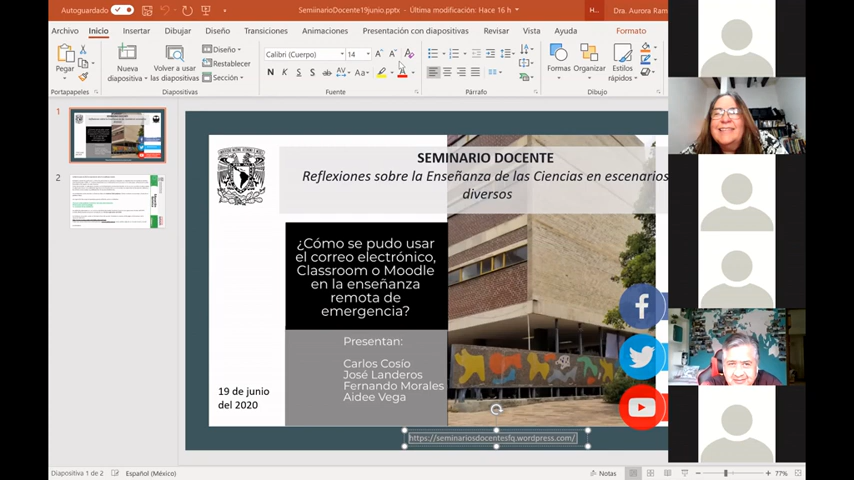 Autoguardado
SeminarioDocente19junio.pptx - Última modificación: Hace 16 h
H...
Dra. Aurora Ram
Archivo Inicio Insertar Dibujar Diseño Transiciones Animaciones Presentación con diapositivas Revisar Vista Ayuda Formato
Pegar
Nueva
diapositiva
Volver a usar
las diapositivas
Diseño
Restablecer
Sección
Calibri (Cuerpo) 14
N K S S ab AV Aa A
Formas
Organizar
Estilos
rápidos
Portapapeles Diapositivas Fuente Párrafo Dibujo
1
2
SEMINARIO DOCENTE
Reflexiones sobre la Enseñanza de las Ciencias en escenarios
diversos
¿Cómo se pudo usar
el correo electrónico,
Classroom o Moodle
en la enseñanza
remota de
emergencia?
Presentan:
Carlos Cosío
José Landeros
Fernando Morales
Aidee Vega
19 de junio
del 2020
https://seminariosdocentesfq.wordpress.com/
Diapositiva 1 de 2 Español (México) Notas 77%